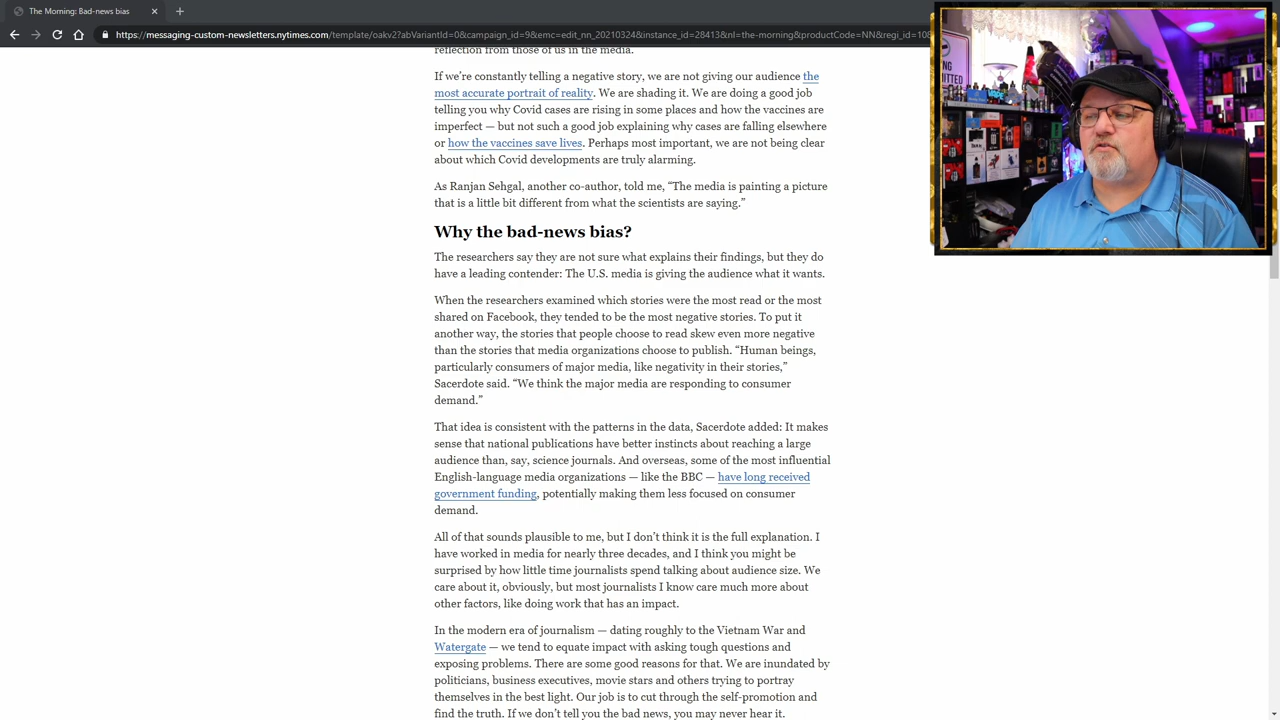 The Morning: Bad-news bias
https://messaging-custom-newsletters.nytimes.com/template/oakv2?abVariantId=0&campaign_id=9&emc=edit_nn_20210324&instance_id=28413&nl=the-morning&productCode=NN&regi_id=108
reflection from those of us in the media.
If we're constantly telling a negative story, we are not giving our audience the
most accurate portrait of reality. We are shading it. We are doing a good job
telling you why Covid cases are rising in some places and how the vaccines are
imperfect — but not such a good job explaining why cases are falling elsewhere
or how the vaccines save lives. Perhaps most important, we are not being clear
about which Covid developments are truly alarming.
As Ranjan Sehgal, another co-author, told me, “The media is painting a picture
that is a little bit different from what the scientists are saying.”
Why the bad-news bias?
The researchers say they are not sure what explains their findings, but they do
have a leading contender: The U.S. media is giving the audience what it wants.
When the researchers examined which stories were the most read or the most
shared on Facebook, they tended to be the most negative stories. To put it
another way, the stories that people choose to read skew even more negative
than the stories that media organizations choose to publish. “Human beings,
particularly consumers of major media, like negativity in their stories,”
Sacerdote said. “We think the major media are responding to consumer
demand.”
That idea is consistent with the patterns in the data, Sacerdote added: It makes
sense that national publications have better instincts about reaching a large
audience than, say, science journals. And overseas, some of the most influential
English-language media organizations — like the BBC — have long received
government funding, potentially making them less focused on consumer
demand.
All of that sounds plausible to me, but I don't think it is the full explanation. I
have worked in media for nearly three decades, and I think you might be
surprised by how little time journalists spend talking about audience size. We
care about it, obviously, but most journalists I know care much more about
other factors, like doing work that has an impact.
In the modern era of journalism — dating roughly to the Vietnam War and
Watergate — we tend to equate impact with asking tough questions and
exposing problems. There are some good reasons for that. We are inundated by
politicians, business executives, movie stars and others trying to portray
themselves in the best light. Our job is to cut through the self-promotion and
find the truth. If we don't tell you the bad news, you may never hear it.
VAPE